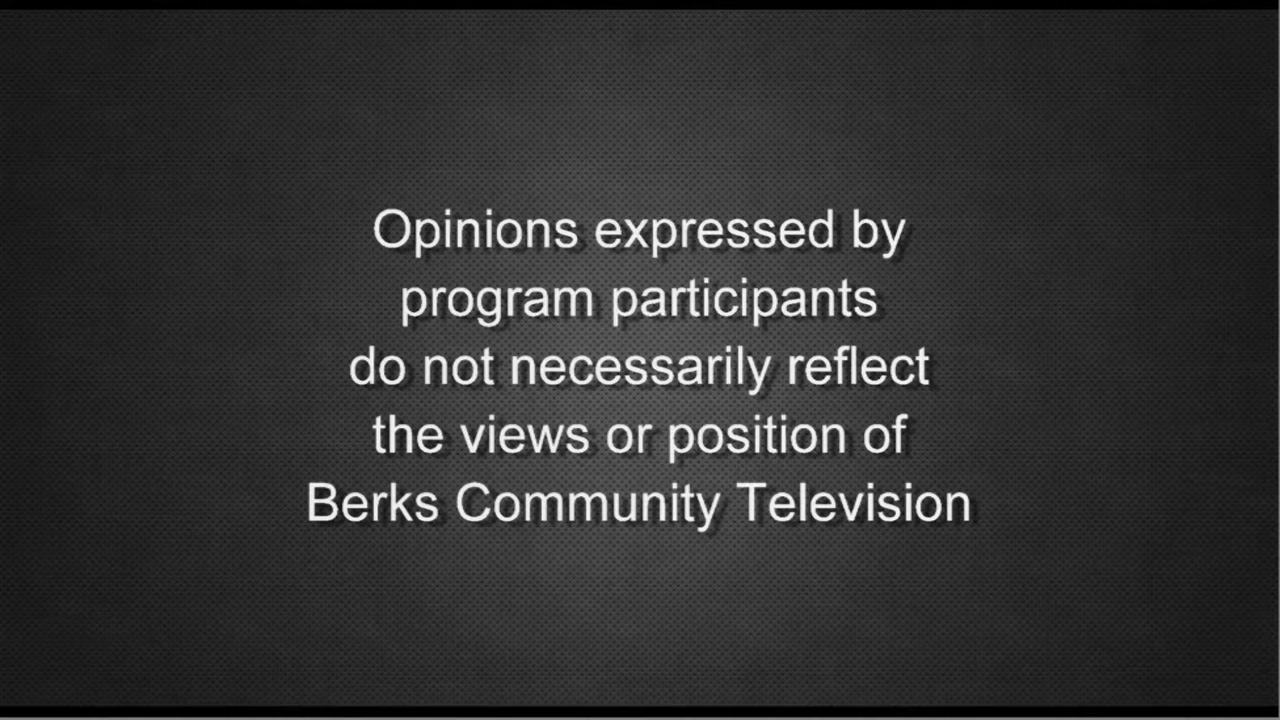 Opinions expressed by
program participants
do not necessarily reflect
the views or position of
Berks Community Television